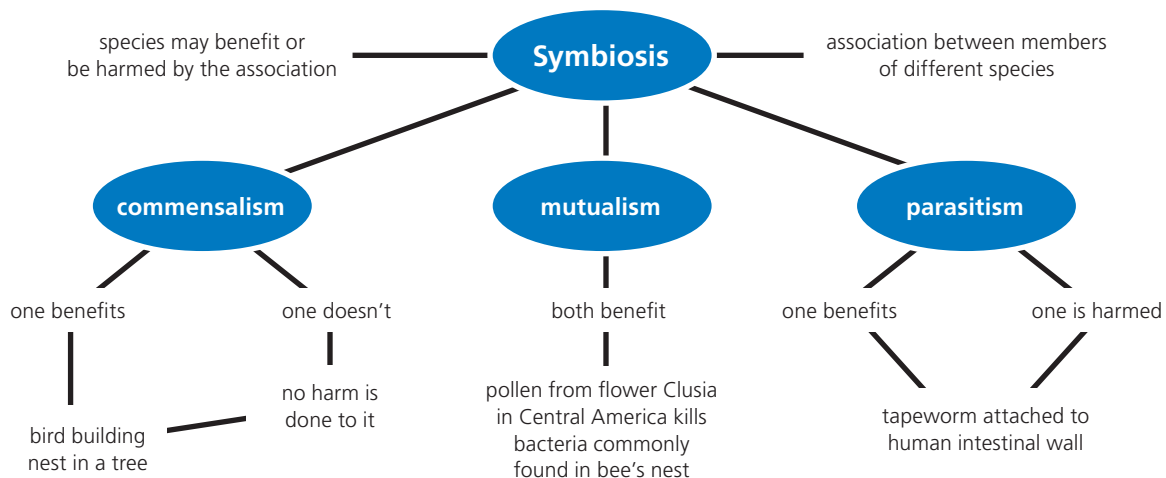 species may benefit or
be harmed by the association
Symbiosis
association between members
of different species
commensalism
mutualism
parasitism
one benefits
one doesn't
both benefit
one benefits
one is harmed
no harm is
done to it
bird building
nest in a tree
pollen from flower Clusia
in Central America kills
bacteria commonly
found in bee's nest
tapeworm attached to
human intestinal wall